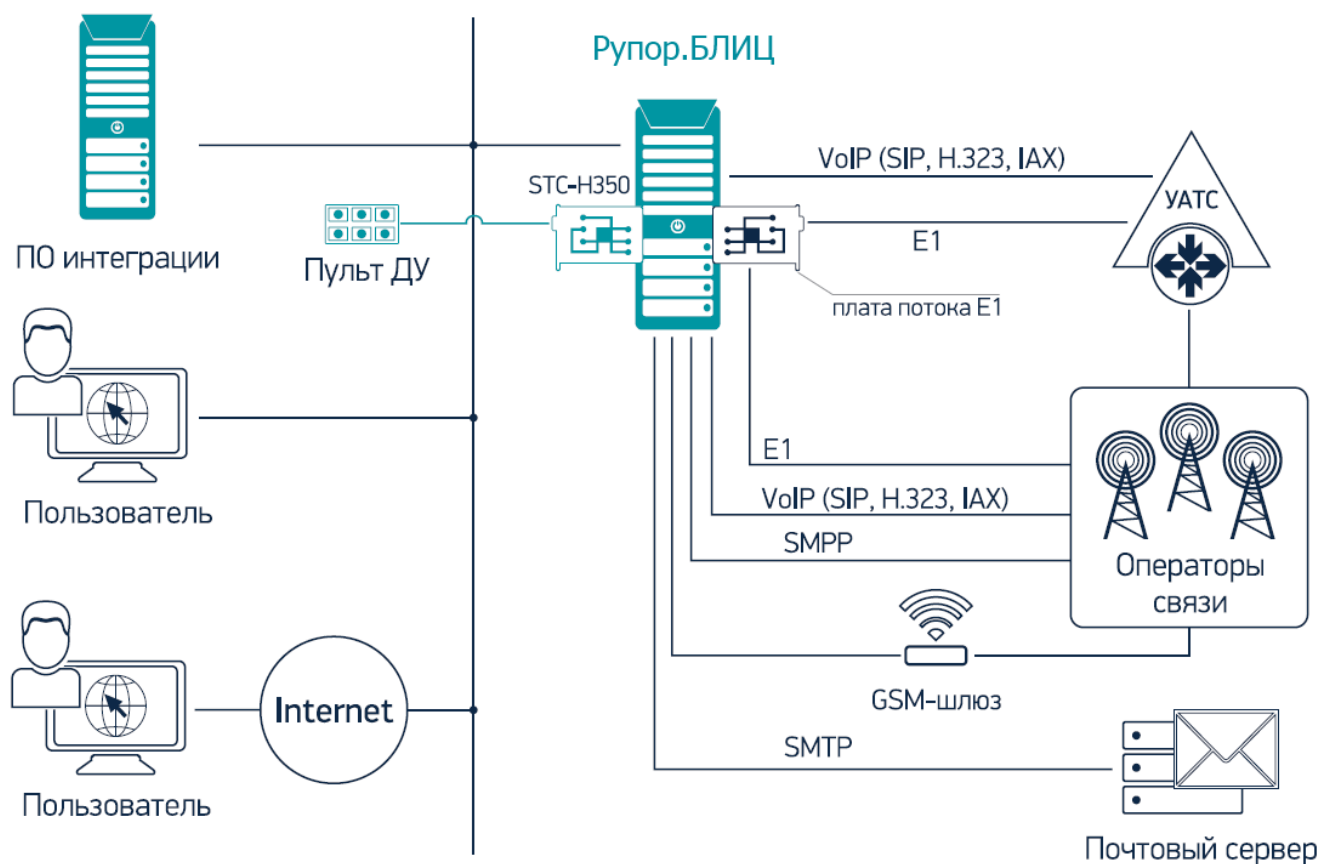 Рупор.БЛИЦ
VoIP (SIP, H.323, IAX)
STC-H350
УАТС
E1
ПО интеграции
Пульт ДУ
плата потока E1
E1
VoIP (SIP, H.323, IAX)
Пользователь
SMPP
Операторы
связи
Internet
GSM-шлюз
SMTP
Пользователь
Почтовый сервер